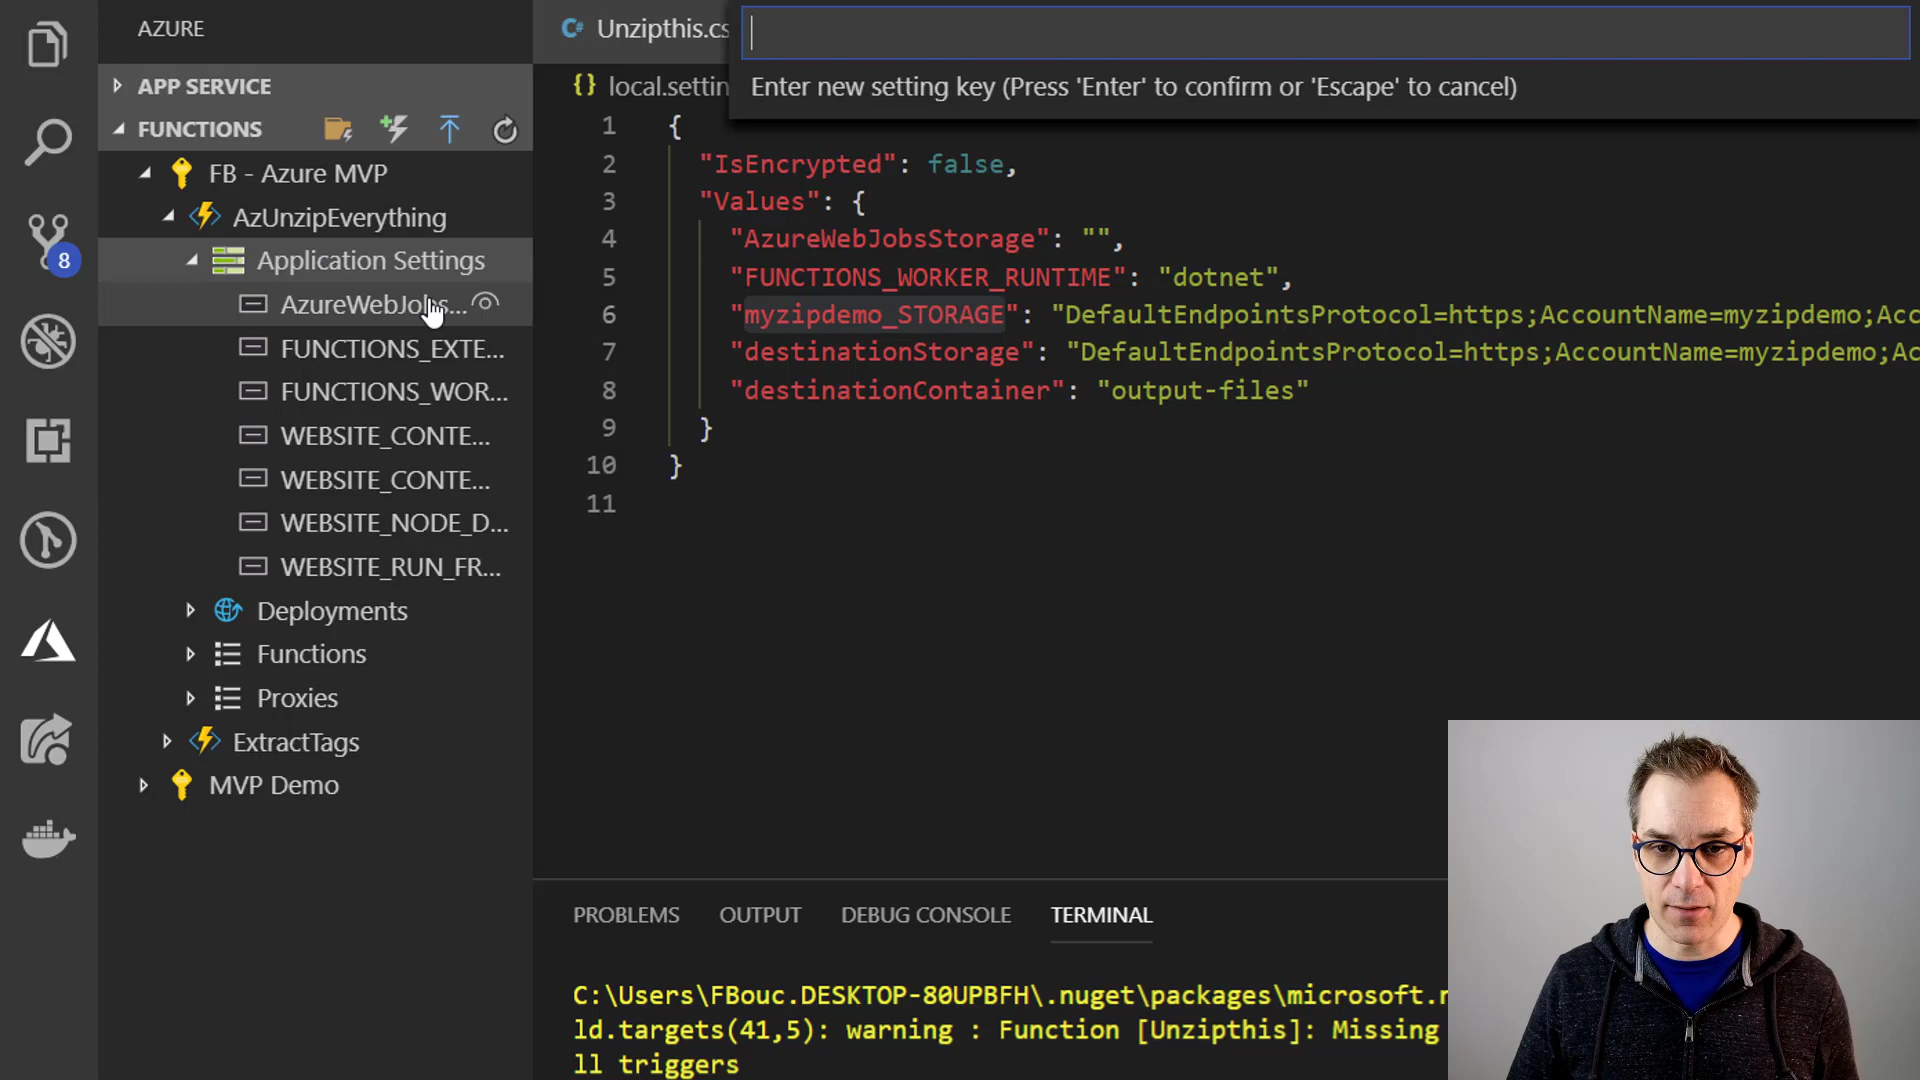 AZURE
APP SERVICE
FUNCTIONS
FB - Azure MVP
AzUnzipEverything
Application Settings
AzureWebJobs...
FUNCTIONS_EXTE...
FUNCTIONS_WOR...
WEBSITE_CONTE...
WEBSITE_CONTE...
WEBSITE_NODE_D...
WEBSITE_RUN_FR...
Deployments
Functions
Proxies
ExtractTags
MVP Demo
8
Unzipthis.cs
Enter new setting key (Press 'Enter' to confirm or 'Escape' to cancel)
{} local.settin
1 {
2 "IsEncrypted": false,
3 "Values": {
4 "AzureWebJobsStorage": "",
5 "FUNCTIONS_WORKER_RUNTIME": "dotnet",
6 "myzipdemo_STORAGE": "DefaultEndpointsProtocol=https;AccountName=myzipdemo;Acc
7 "destinationStorage": "DefaultEndpointsProtocol=https;AccountName=myzipdemo;Ac
8 "destinationContainer": "output-files"
9 }
10 }
11
PROBLEMS OUTPUT DEBUG CONSOLE TERMINAL
C:\Users\FBouc.DESKTOP-80UPBFH\.nuget\packages\microsoft.n
ld.targets(41,5): warning : Function [Unzipthis]: Missing
ll triggers